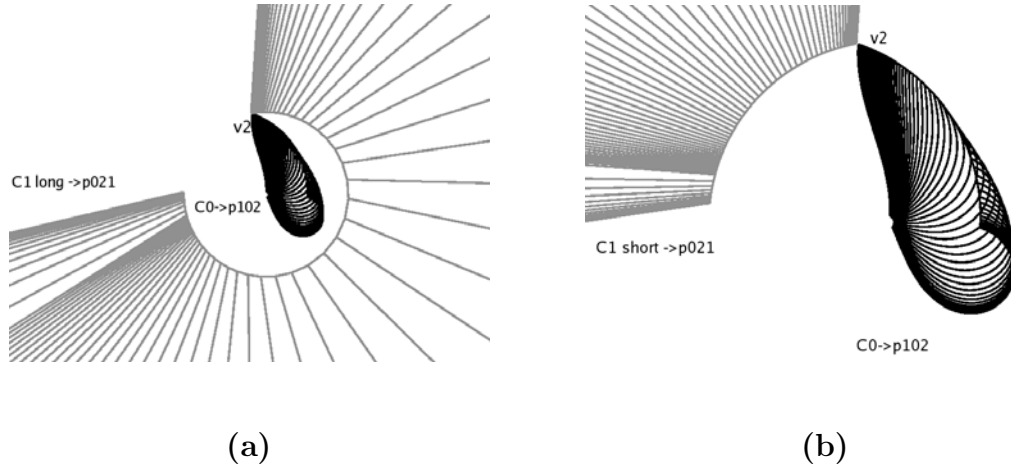 v2
C1 long ->p021
C0->p102
(a)
v2
C1 short ->p021
C0->p102
(b)